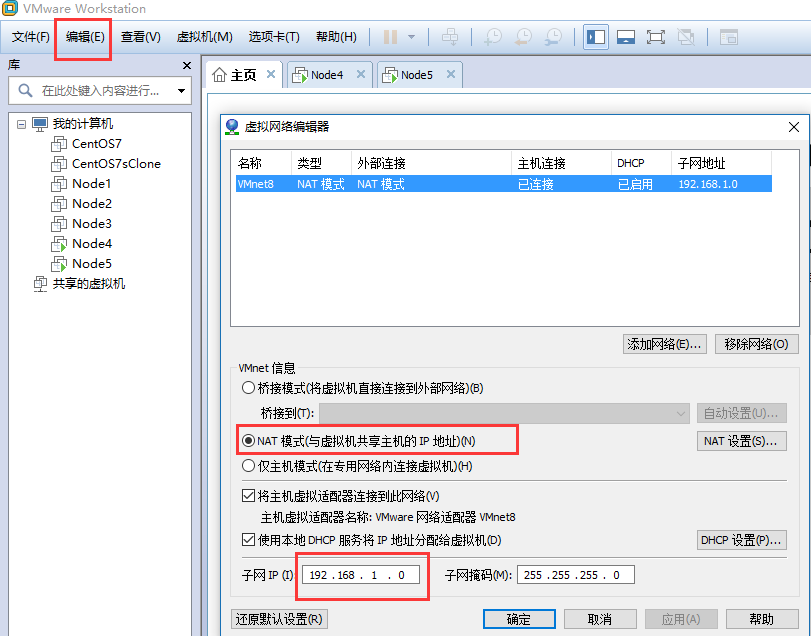 VMware Workstation
文件(F) 编辑(E) 查看(V) 虚拟机(M) 选项卡(T) 帮助(H)
库
在此处键入内容进行...
我的计算机
CentOS7
CentOS7sClone
Node1
Node2
Node3
Node4
Node5
共享的虚拟机
主页 Node4 Node5
虚拟网络编辑器
名称 类型 外部连接 主机连接 DHCP 子网地址
VMnet8 NAT 模式 NAT 模式 已连接 已启用 192.168.1.0
添加网络(E)... 移除网络(O)
VMnet 信息
桥接模式(将虚拟机直接连接到外部网络)(B)
桥接到(T): 自动设置(U)...
NAT 模式(与虚拟机共享主机的 IP 地址)(N) NAT 设置(S)...
仅主机模式(在专用网络内连接虚拟机)(H)
将主机虚拟适配器连接到此网络(V)
主机虚拟适配器名称: VMware 网络适配器 VMnet8
使用本地 DHCP 服务将 IP 地址分配给虚拟机(D) DHCP 设置(P)...
子网 IP (I): 192 . 168 . 1 . 0 子网掩码(M): 255 . 255 . 255 . 0
还原默认设置(R) 确定 取消 应用(A) 帮助